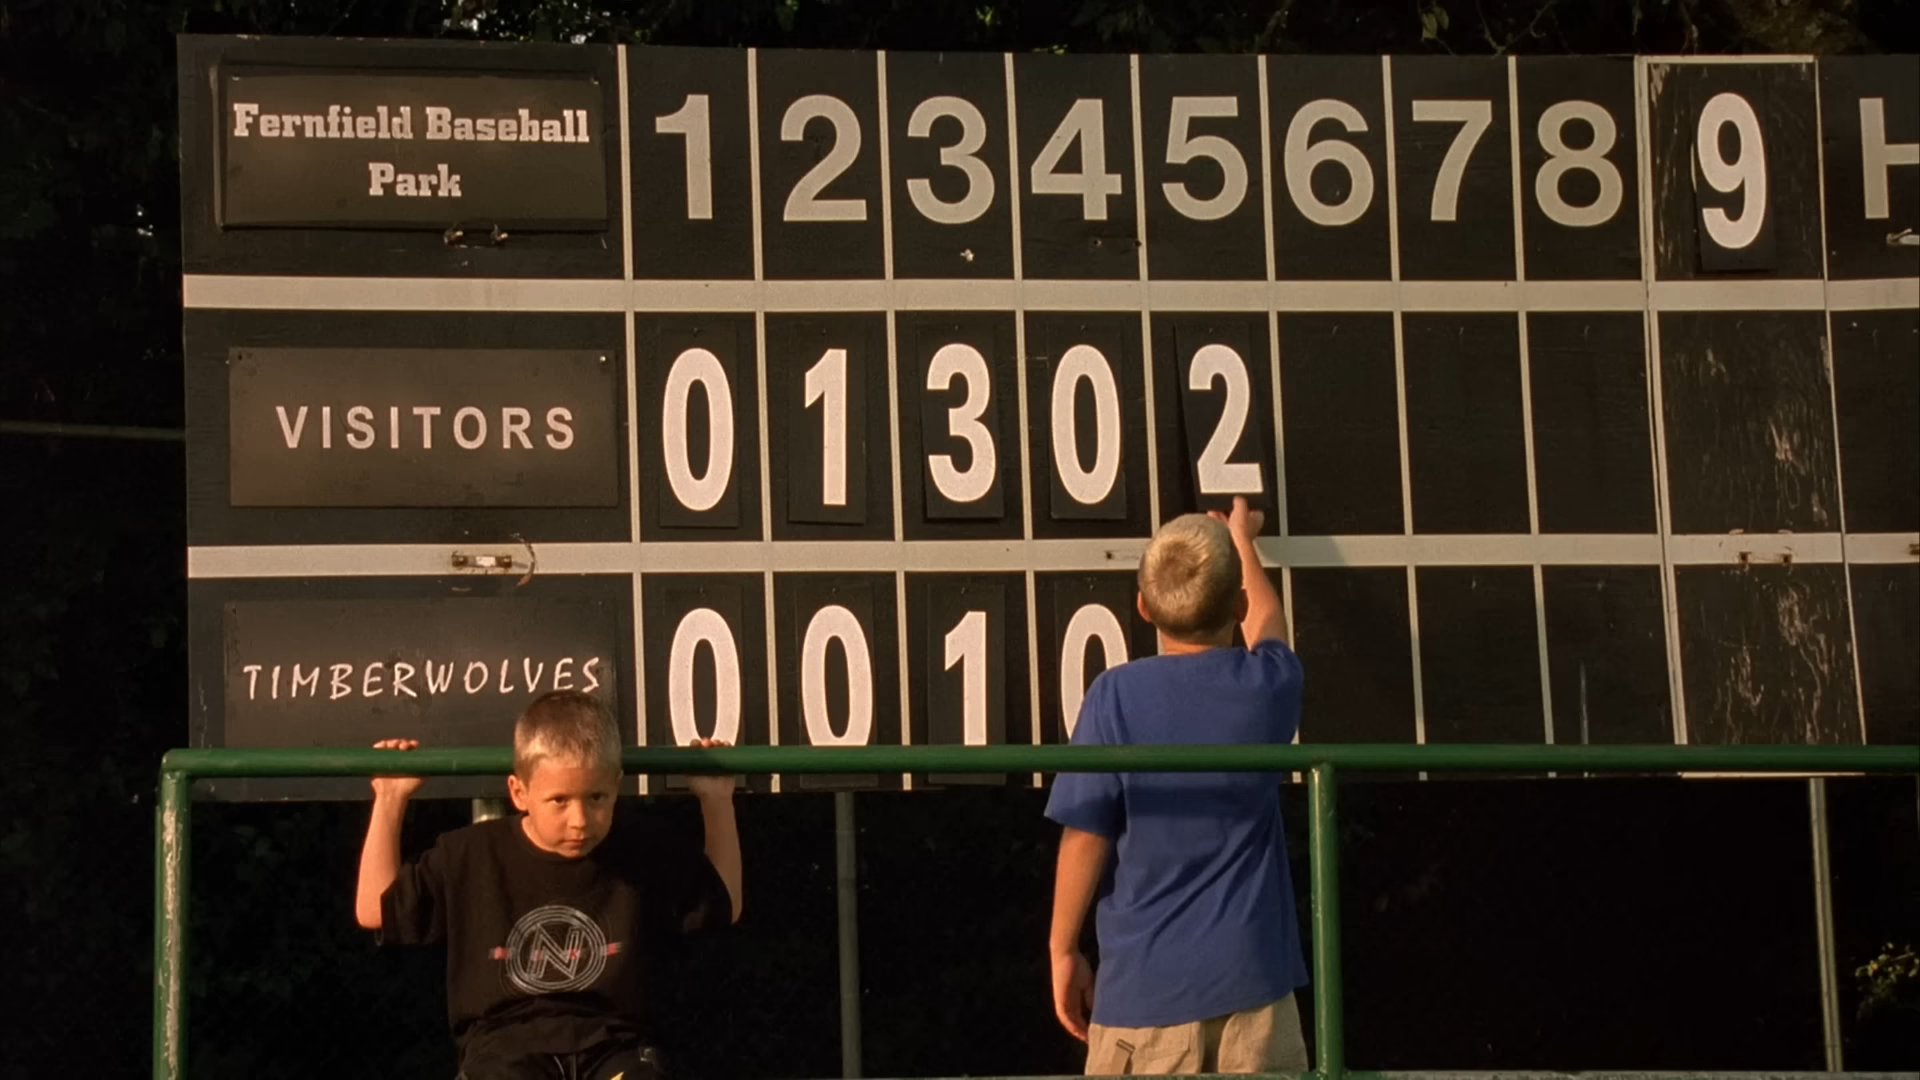 Fernfield Baseball
Park
1 2 3 4 5 6 7 8 9 H
VISITORS 0 1 3 0 2
TIMBERWOLVES 0 0 1 0
N